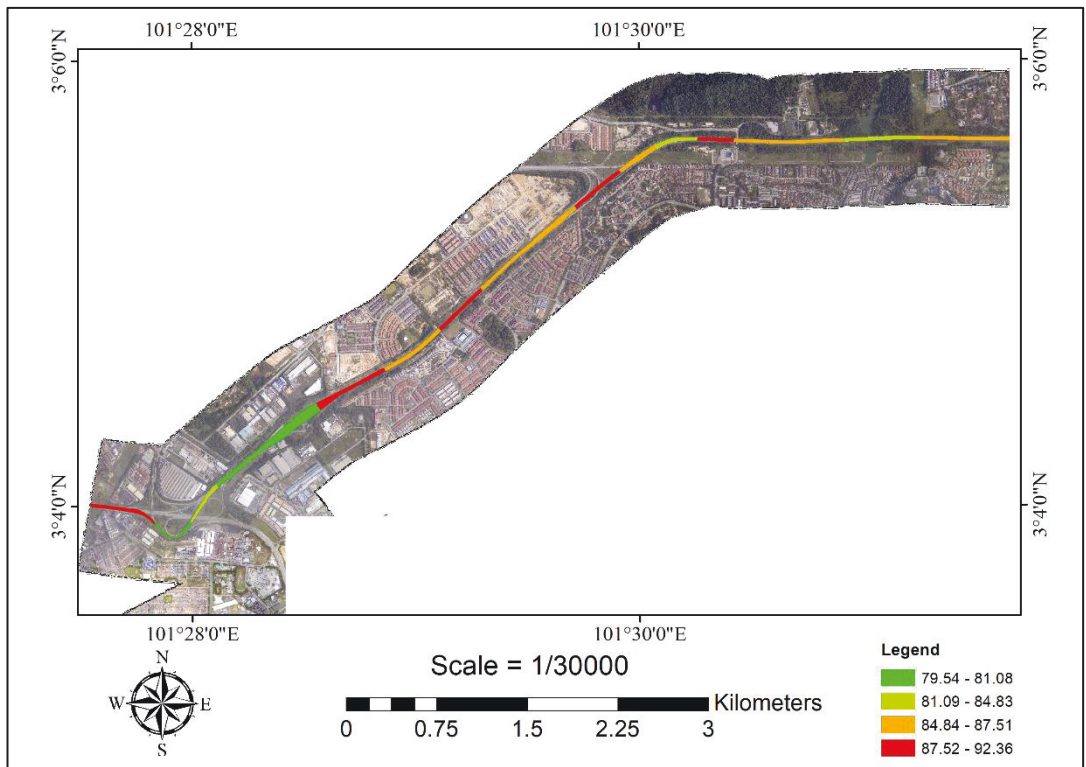 101°28'0"E 101°30'0"E
3°6'0"N 3°6'0"N
3°4'0"N 3°4'0"N
101°28'0"E 101°30'0"E
N
W E
S
Scale = 1/30000
Kilometers
0 0.75 1.5 2.25 3
Legend
79.54 - 81.08
81.09 - 84.83
84.84 - 87.51
87.52 - 92.36